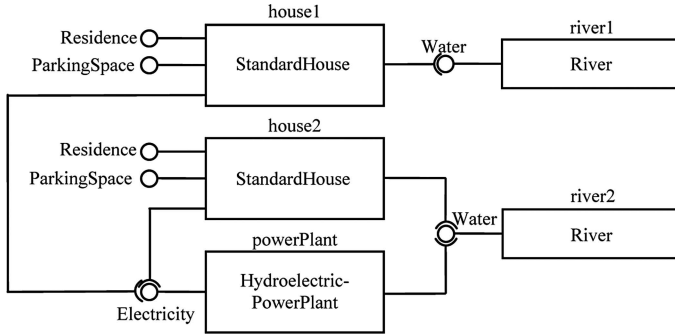 house1
Residence
ParkingSpace
StandardHouse
Water
river1
River
house2
Residence
ParkingSpace
StandardHouse
Water
river2
River
powerPlant
Hydroelectric-
PowerPlant
Electricity